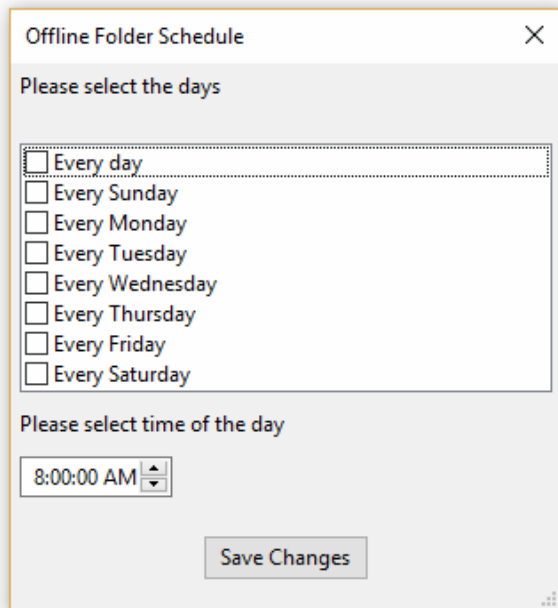 Offline Folder Schedule
Please select the days
Every day
Every Sunday
Every Monday
Every Tuesday
Every Wednesday
Every Thursday
Every Friday
Every Saturday
Please select time of the day
8:00:00 AM
Save Changes